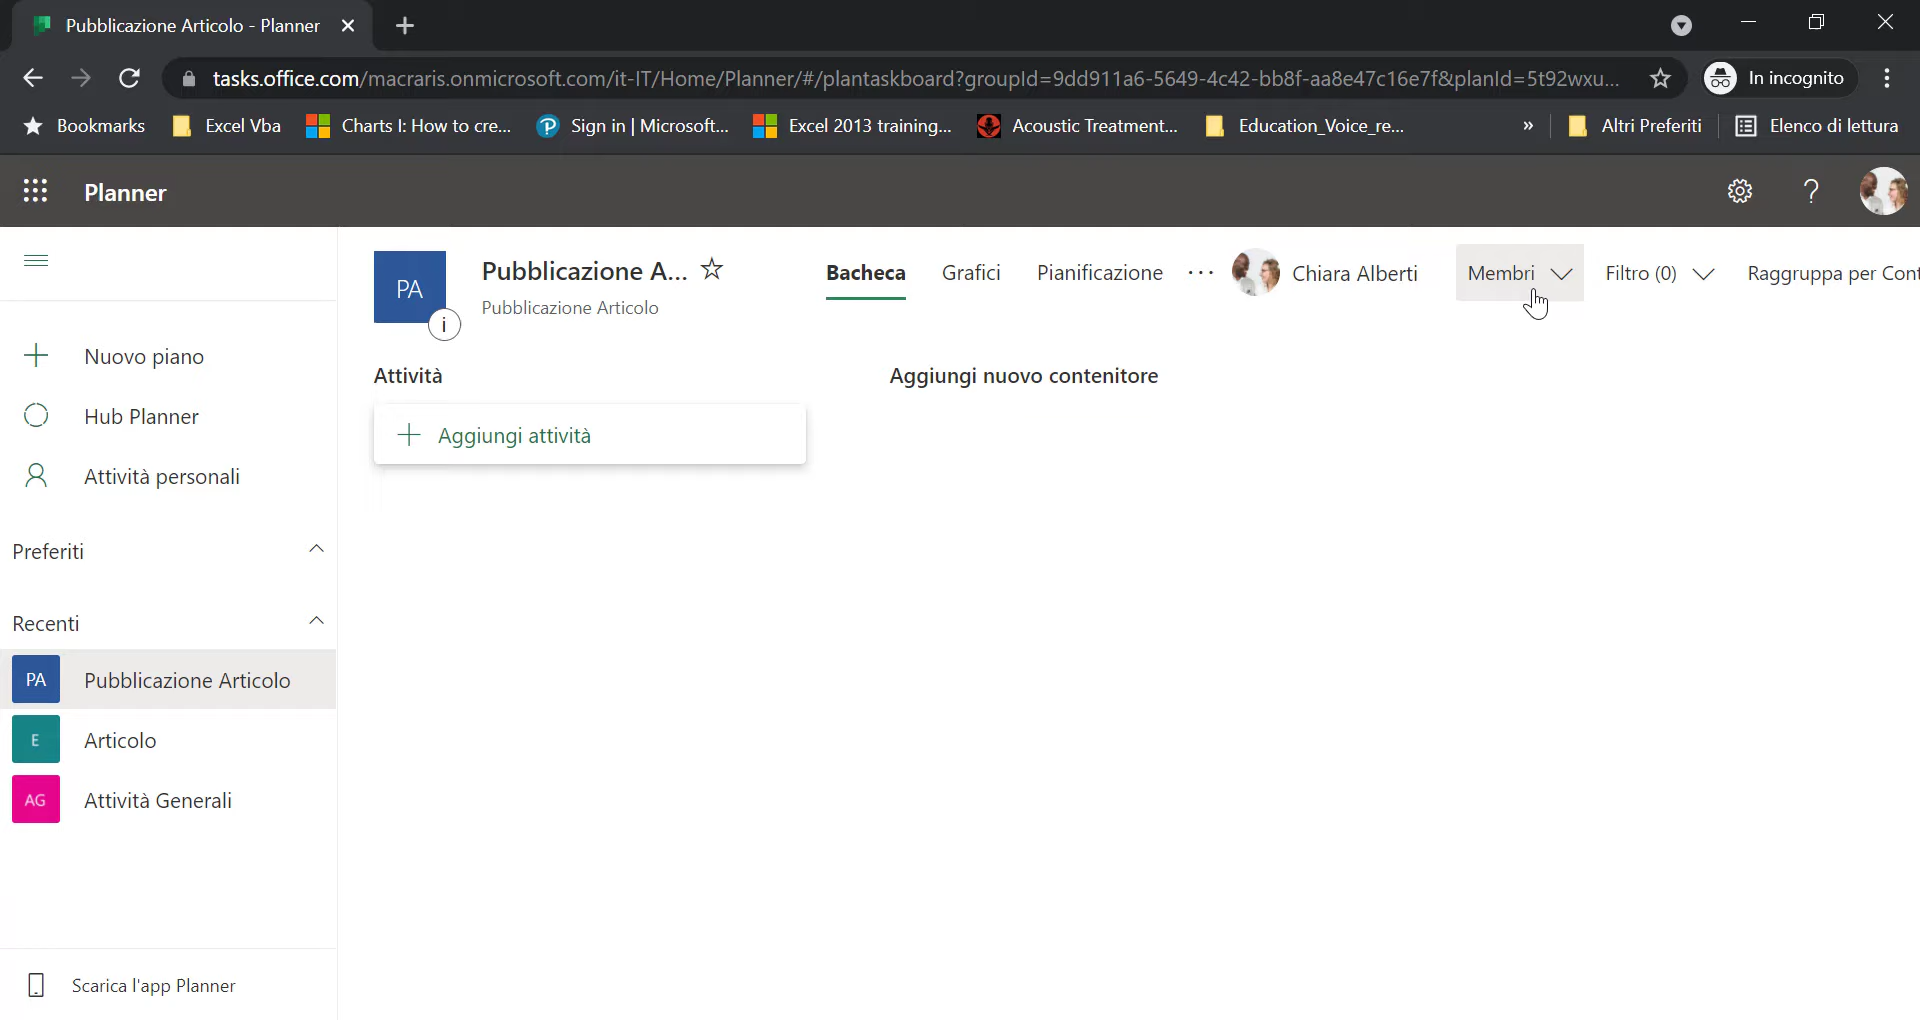 Pubblicazione Articolo - Planner
tasks.office.com/macraris.onmicrosoft.com/it-IT/Home/Planner/#/plantaskboard?groupId=9dd911a6-5649-4c42-bb8f-aa8e47c16e7f&planId=5t92wxu...
In incognito
Bookmarks
Excel Vba
Charts I: How to cre...
Sign in | Microsoft...
Excel 2013 training...
Acoustic Treatment...
Education_Voice_re...
»
Altri Preferiti
Elenco di lettura
Planner
?
PA
i
Pubblicazione A...
Pubblicazione Articolo
Bacheca
Grafici
Pianificazione
...
Chiara Alberti
Membri
Filtro (0)
Raggruppa per Cont
Nuovo piano
Hub Planner
Attività personali
Preferiti
Recenti
PA
Pubblicazione Articolo
E
Articolo
AG
Attività Generali
Scarica l'app Planner
Attività
Aggiungi attività
Aggiungi nuovo contenitore